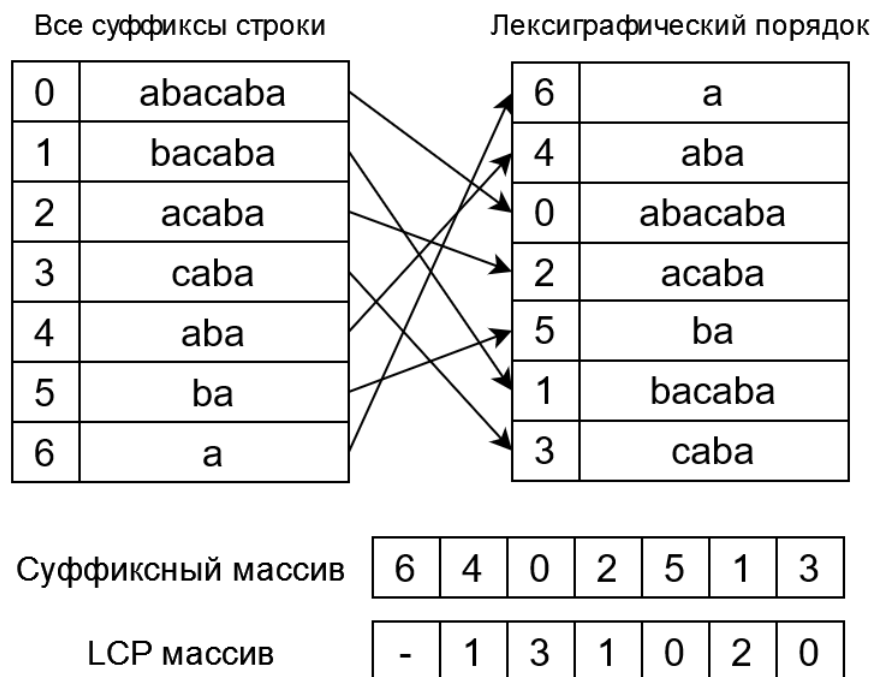 Все суффиксы строки
0 abacaba
1 bacaba
2 acaba
3 caba
4 aba
5 ba
6 a
Лексиграфический порядок
6 a
4 aba
0 abacaba
2 acaba
5 ba
1 bacaba
3 caba
Суффиксный массив 6 4 0 2 5 1 3
LCP массив - 1 3 1 0 2 0